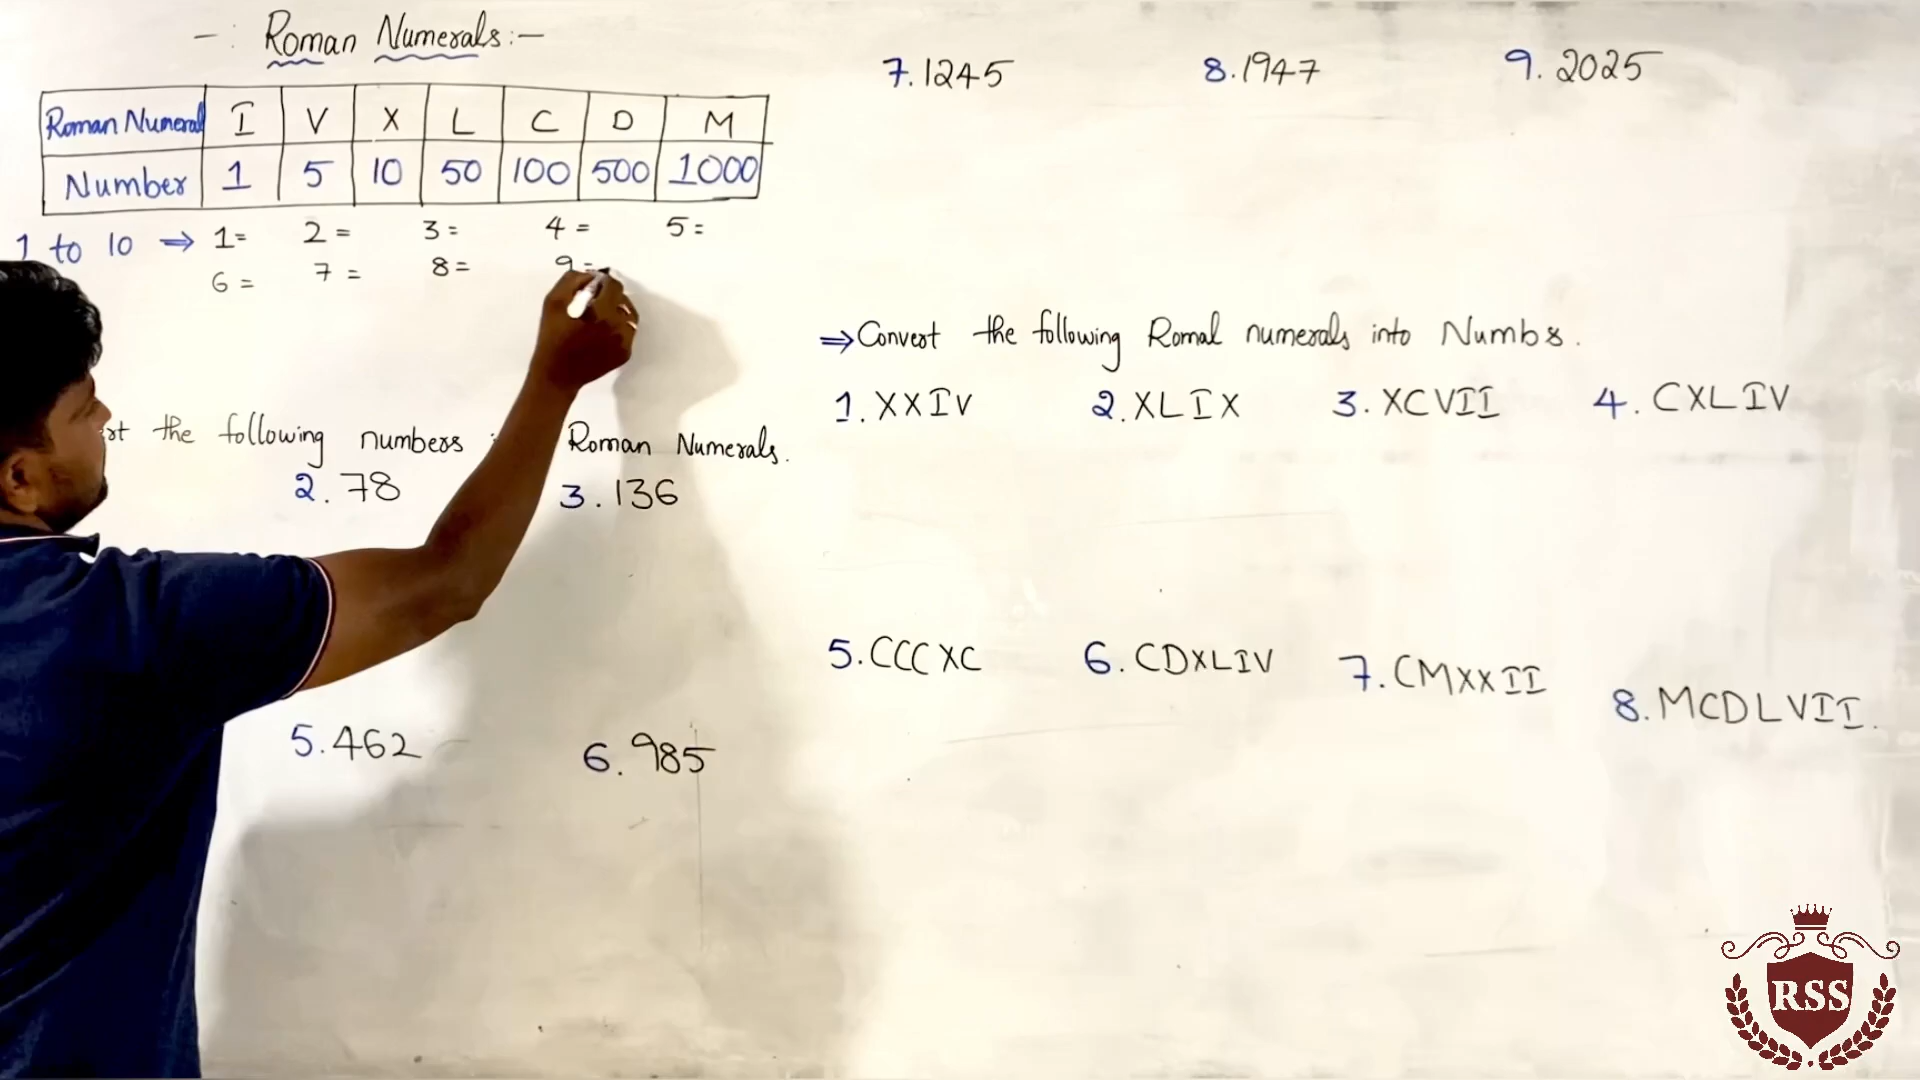 - : Roman Numerals :-
Roman Numeral I V X L C D M
Number 1 5 10 50 100 500 1000
1 to 10 ⇒ 1= 2= 3= 4= 5=
6= 7= 8= 9=
the following numbers Roman Numerals.
2. 78 3. 136
5. 462 6. 985
7. 1245 8. 1947 9. 2025
⇒ Convert the following Romal numerals into Numbs.
1. XXIV 2. XLIX 3. XCVII 4. CXLIV
5. CCCXC 6. CDXLIV 7. CMXXII 8. MCDLVII.
RSS